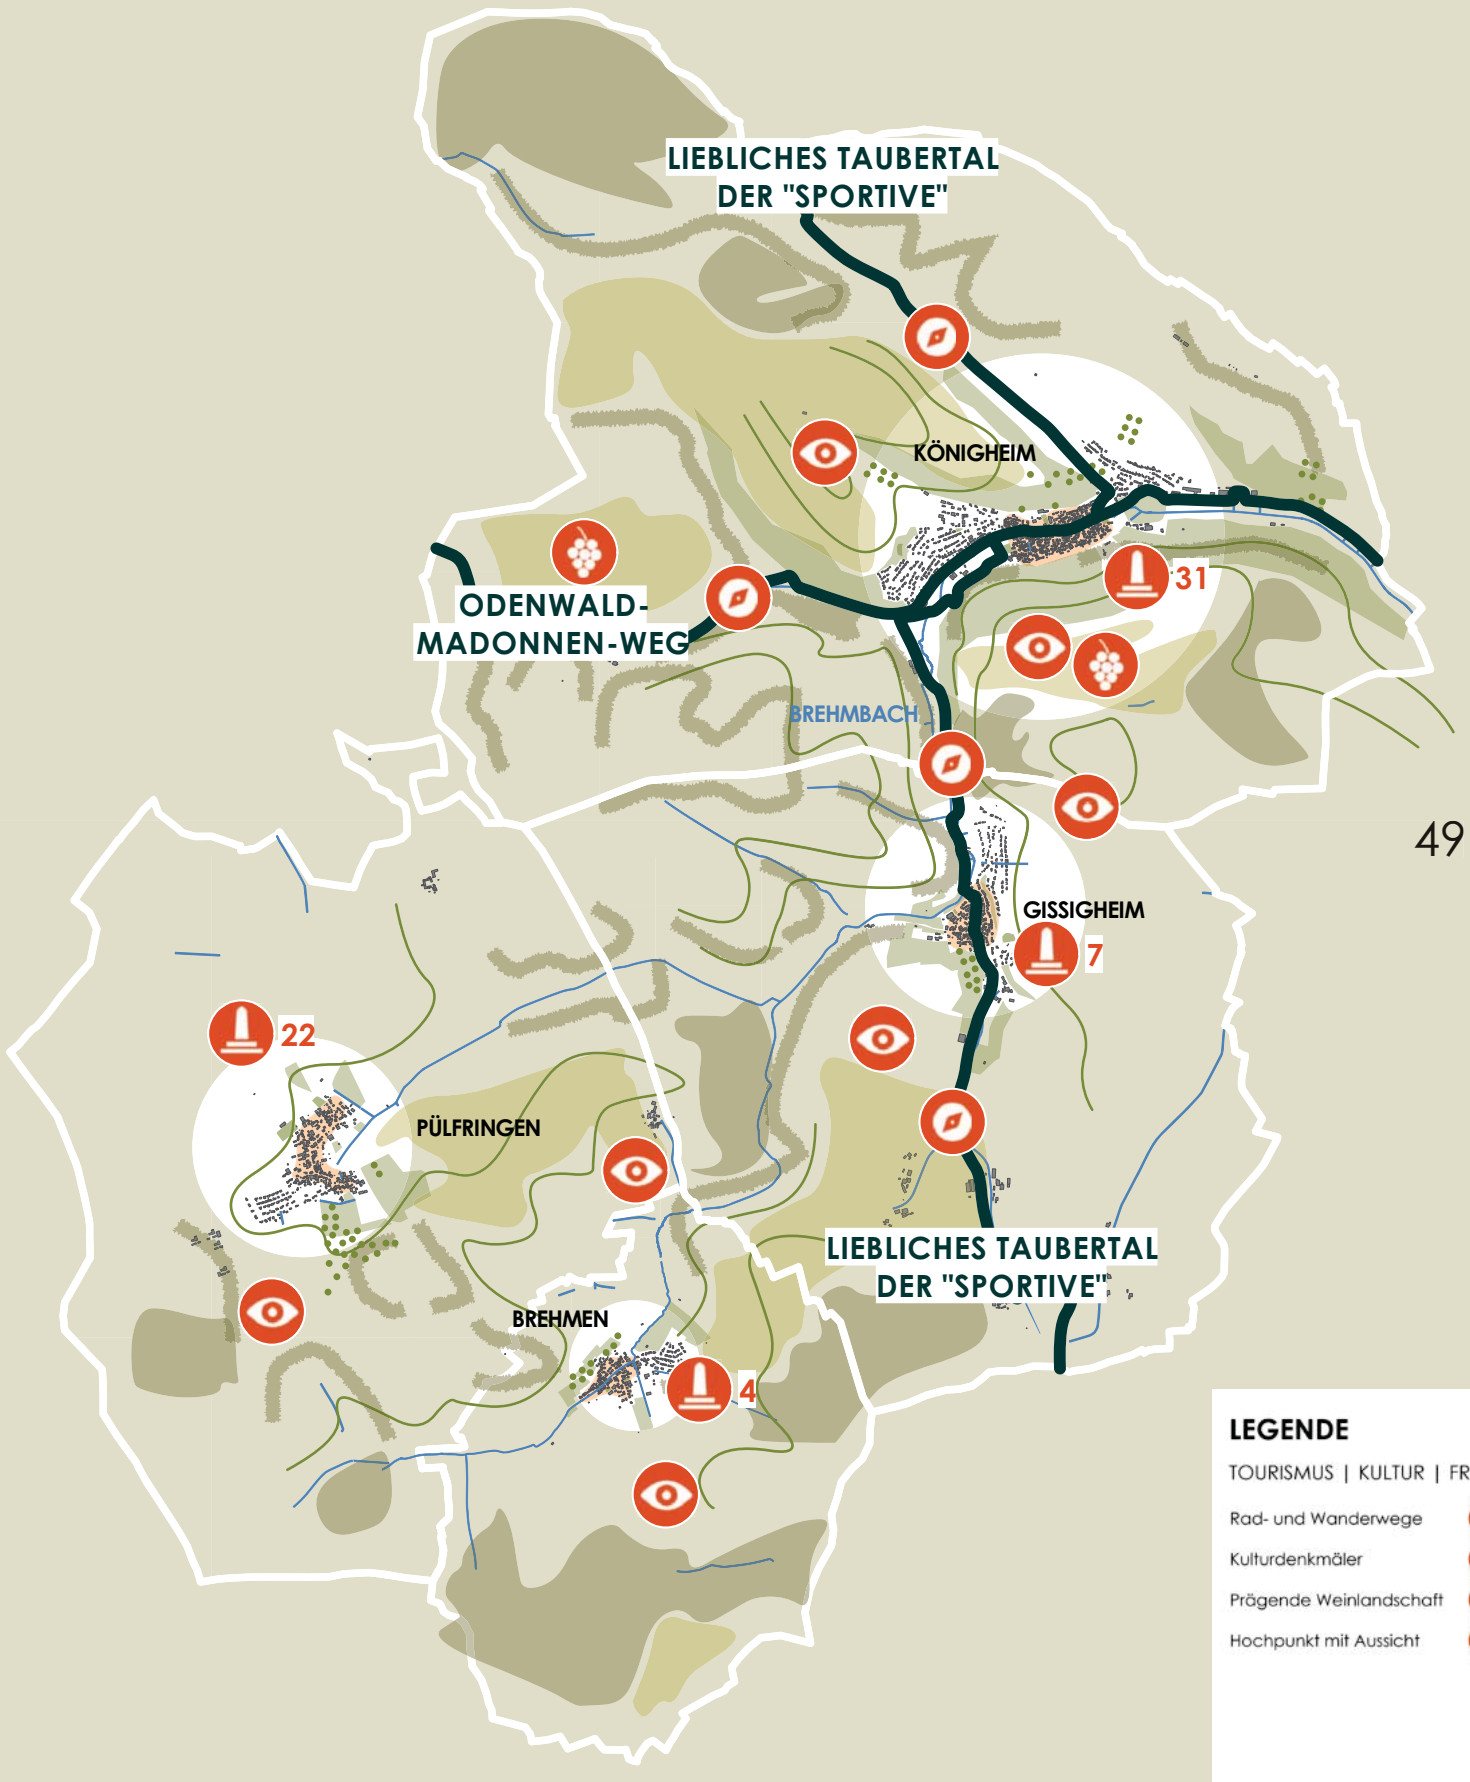 LIEBLICHES TAUBERTAL
DER "SPORTIVE"
KÖNIGHEIM
31
ODENWALD-
MADONNEN-WEG
BREHMBACH
49
GISSIGHEIM
7
22
PÜLFRINGEN
LIEBLICHES TAUBERTAL
DER "SPORTIVE"
BREHMEN
4
LEGENDE
TOURISMUS | KULTUR | FR
Rad- und Wanderwege
Kulturdenkmäler
Prägende Weinlandschaft
Hochpunkt mit Aussicht